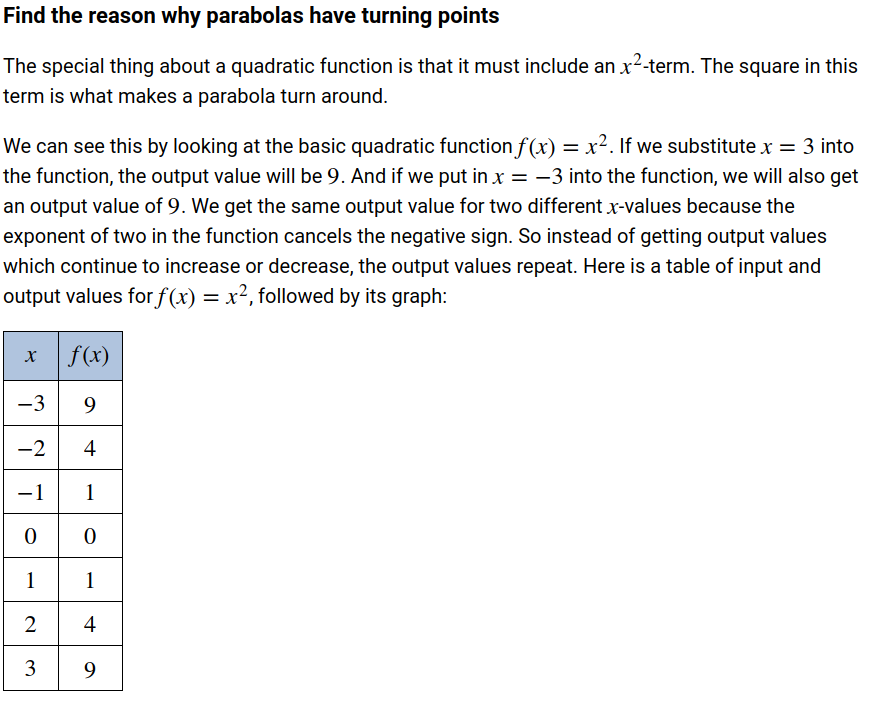 Find the reason why parabolas have turning points
The special thing about a quadratic function is that it must include an x²-term. The square in this
term is what makes a parabola turn around.
We can see this by looking at the basic quadratic function f(x) = x². If we substitute x = 3 into
the function, the output value will be 9. And if we put in x = −3 into the function, we will also get
an output value of 9. We get the same output value for two different x-values because the
exponent of two in the function cancels the negative sign. So instead of getting output values
which continue to increase or decrease, the output values repeat. Here is a table of input and
output values for f(x) = x², followed by its graph:
x f(x)
−3 9
−2 4
−1 1
0 0
1 1
2 4
3 9